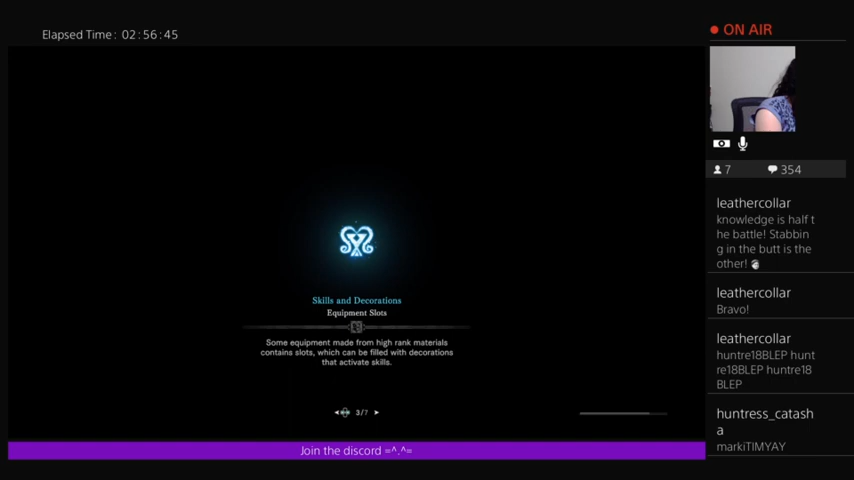 Elapsed Time: 02:56:45
ON AIR
7
354
leathercollar
knowledge is half t
he battle! Stabbin
g in the butt is the
other!
leathercollar
Bravo!
leathercollar
huntre18BLEP hunt
re18BLEP huntre18
BLEP
huntress_catash
a
markiTIMYAY
Skills and Decorations
Equipment Slots
Some equipment made from high rank materials
contains slots, which can be filled with decorations
that activate skills.
3/7
Join the discord =^.^=